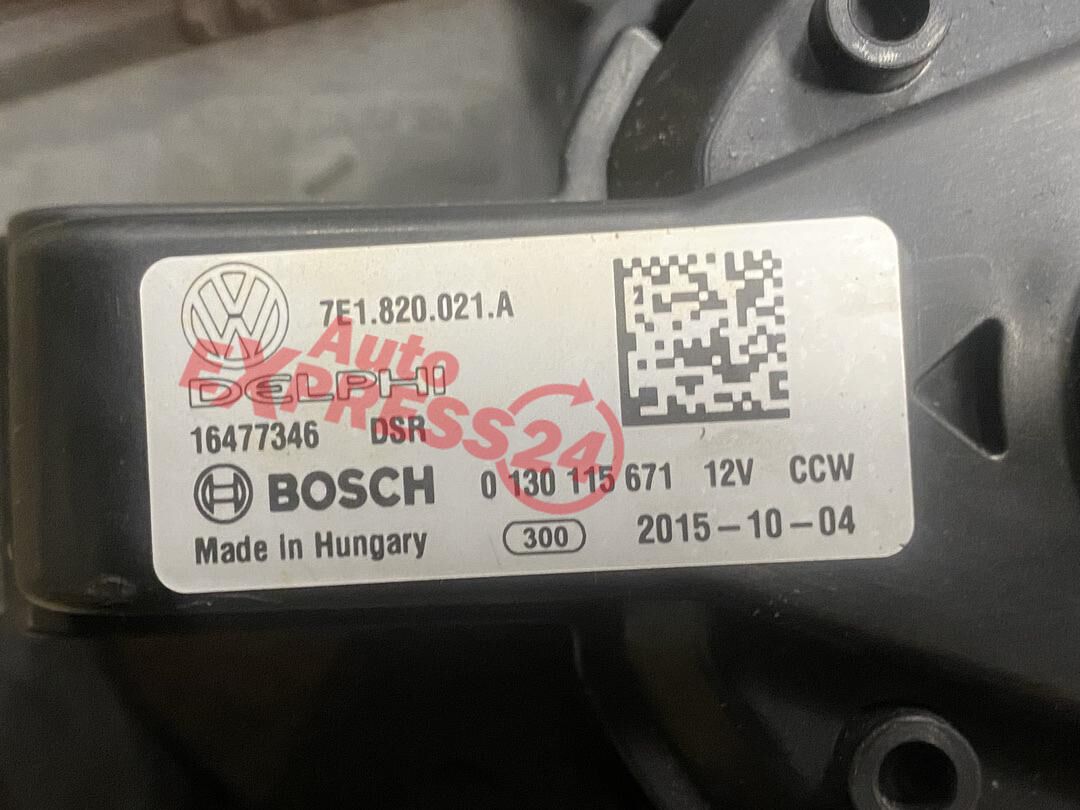 7E1.820.021.A
DELPHI
16477346 DSR
BOSCH 0 130 115 671 12V CCW
Made in Hungary 300 2015-10-04
Auto
EXPRESS24